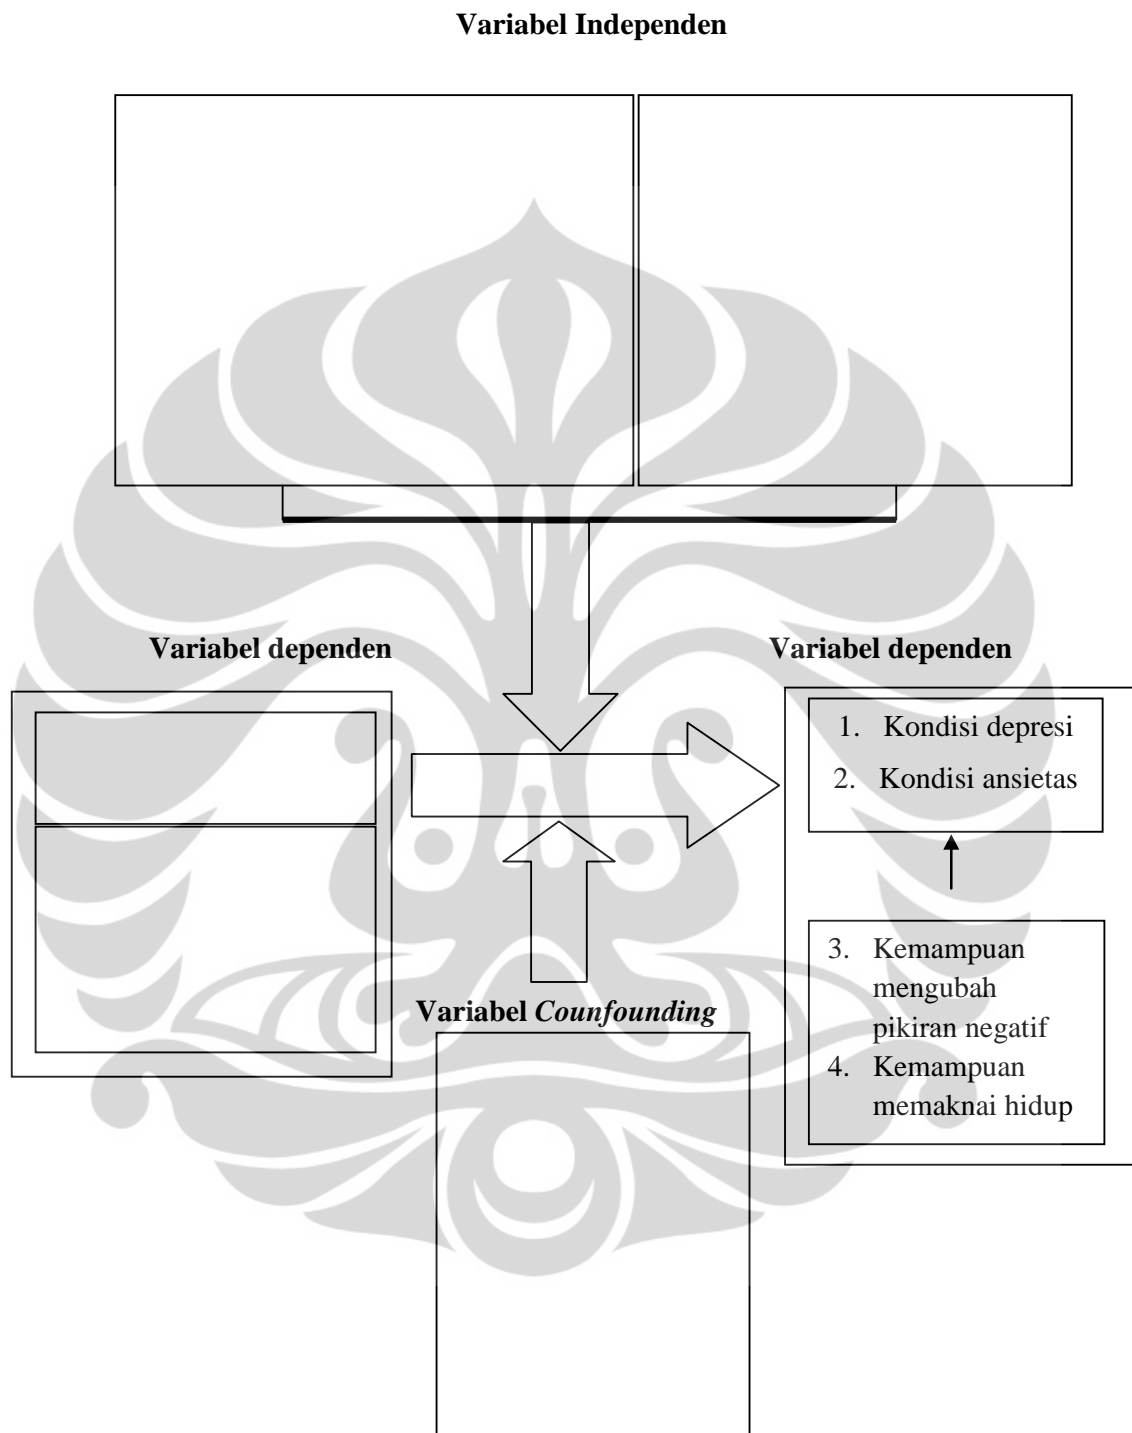 Variabel Independen
Variabel dependen
Variabel dependen
1. Kondisi depresi
2. Kondisi ansietas
3. Kemampuan
mengubah
pikiran negatif
4. Kemampuan
memaknai hidup
Variabel Counfounding